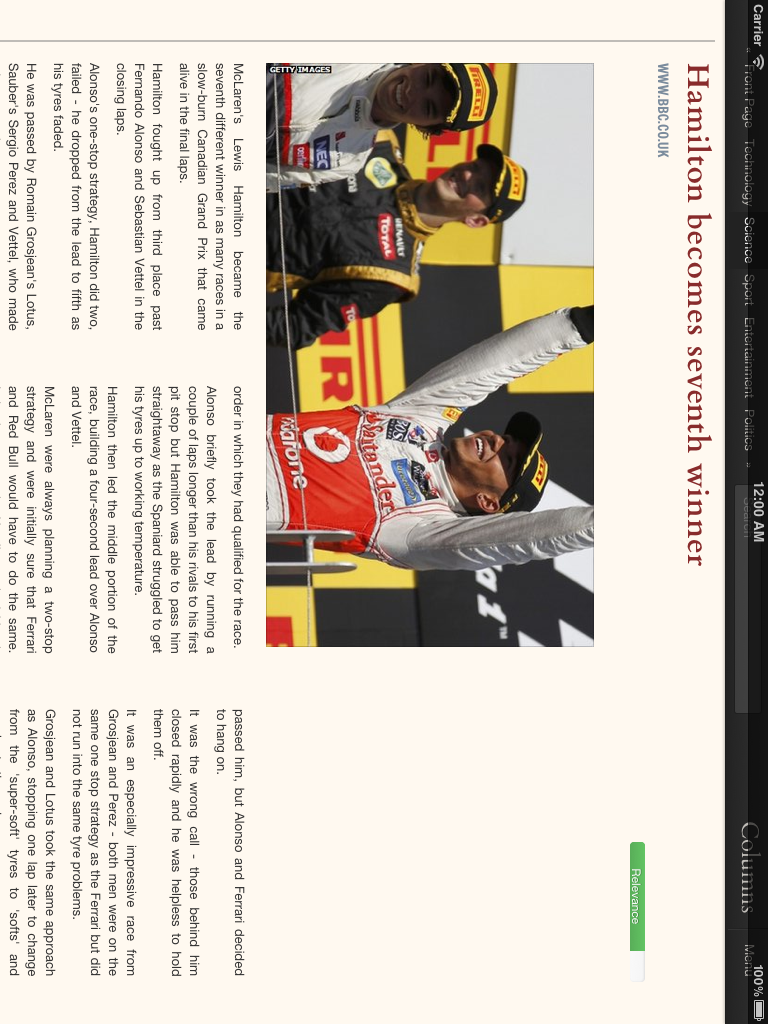 Carrier
12:00 AM
100%
Front Page Technology Science Sport Entertainment Politics
Search
Columns
Menu
Hamilton becomes seventh winner
WWW.BBC.CO.UK
Relevance
GETTY IMAGES
PIRELLI
NEC
RENAULT
TOTAL
Santander
vodafone
McLaren's Lewis Hamilton became the
seventh different winner in as many races in a
slow-burn Canadian Grand Prix that came
alive in the final laps.
Hamilton fought up from third place past
Fernando Alonso and Sebastian Vettel in the
closing laps.
Alonso's one-stop strategy, Hamilton did two,
failed - he dropped from the lead to fifth as
his tyres faded.
He was passed by Romain Grosjean's Lotus,
Sauber's Sergio Perez and Vettel, who made
order in which they had qualified for the race.
Alonso briefly took the lead by running a
couple of laps longer than his rivals to his first
pit stop but Hamilton was able to pass him
straightaway as the Spaniard struggled to get
his tyres up to working temperature.
Hamilton then led the middle portion of the
race, building a four-second lead over Alonso
and Vettel.
McLaren were always planning a two-stop
strategy and were initially sure that Ferrari
and Red Bull would have to do the same.
passed him, but Alonso and Ferrari decided
to hang on.
It was the wrong call - those behind him
closed rapidly and he was helpless to hold
them off.
It was an especially impressive race from
Grosjean and Perez - both men were on the
same one stop strategy as the Ferrari but did
not run into the same tyre problems.
Grosjean and Lotus took the same approach
as Alonso, stopping one lap later to change
from the 'super-soft' tyres to 'softs' and